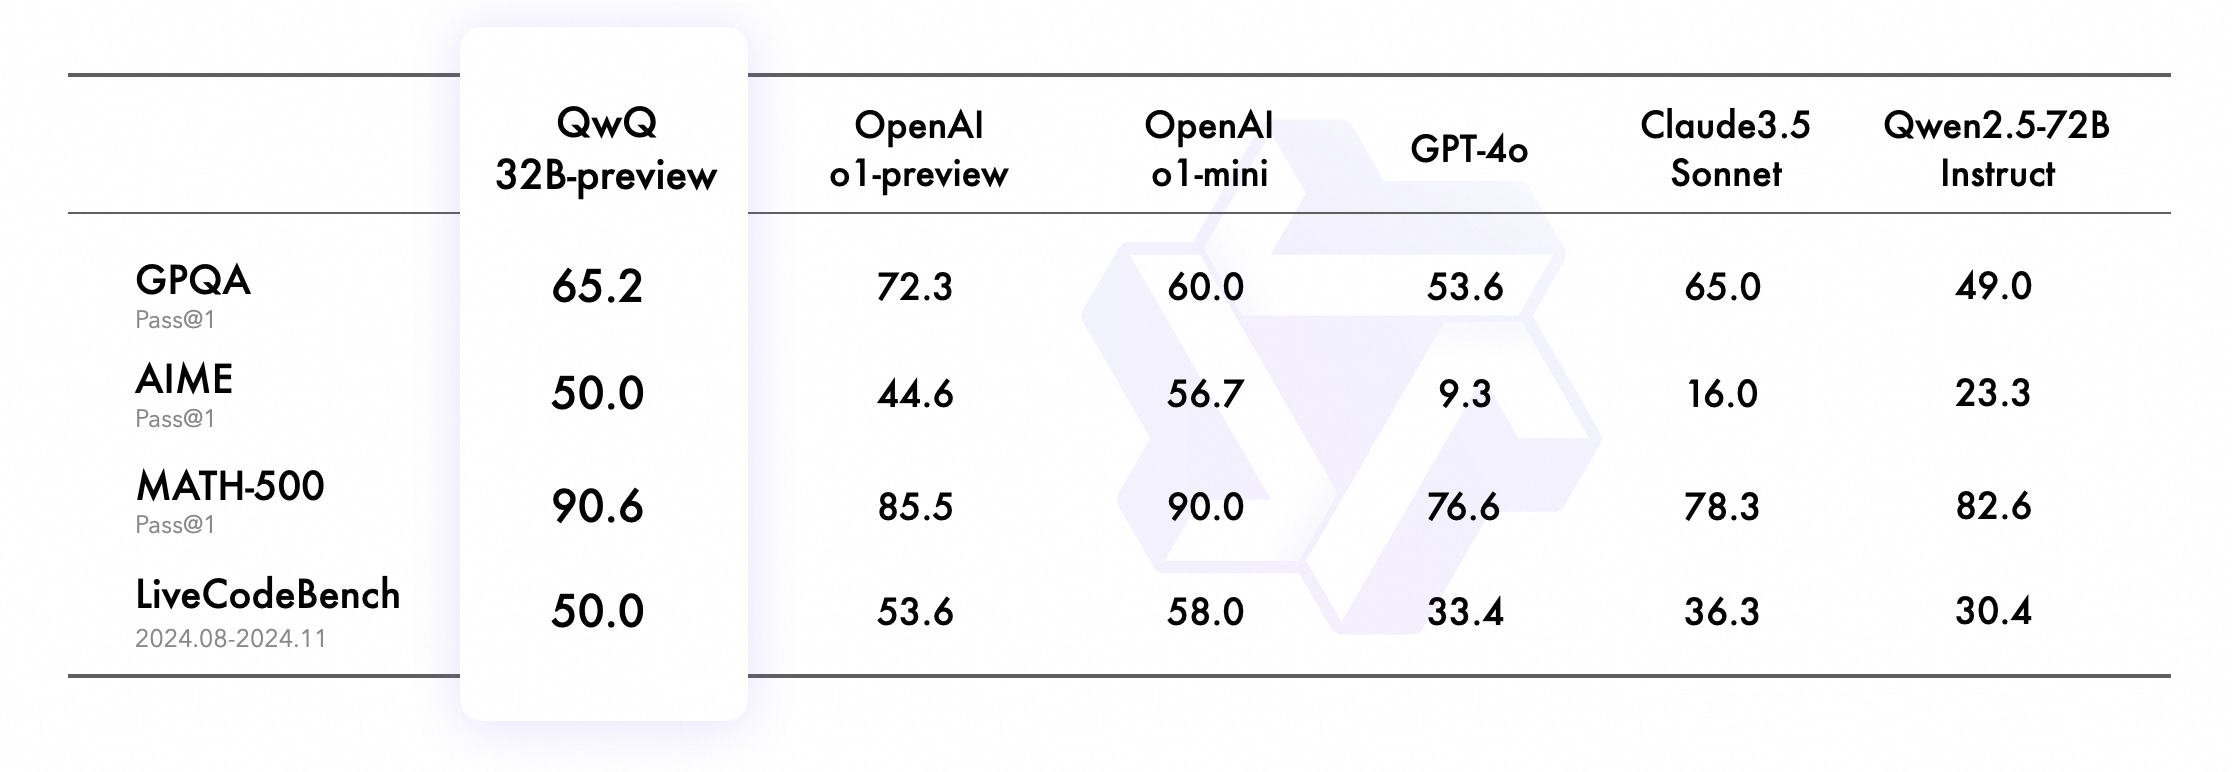 QwQ
32B-preview
OpenAI
o1-preview
OpenAI
o1-mini
GPT-4o
Claude3.5
Sonnet
Qwen2.5-72B
Instruct
GPQA
Pass@1
65.2 72.3 60.0 53.6 65.0 49.0
AIME
Pass@1
50.0 44.6 56.7 9.3 16.0 23.3
MATH-500
Pass@1
90.6 85.5 90.0 76.6 78.3 82.6
LiveCodeBench
2024.08-2024.11
50.0 53.6 58.0 33.4 36.3 30.4